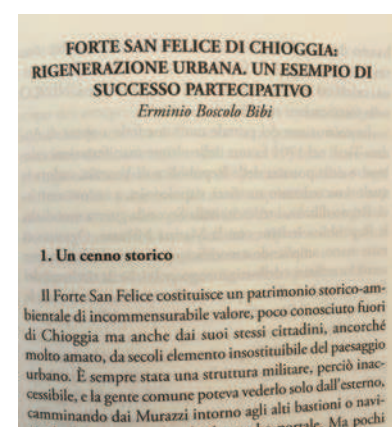 FORTE SAN FELICE DI CHIOGGIA:
RIGENERAZIONE URBANA. UN ESEMPIO DI
SUCCESSO PARTECIPATIVO
Erminio Boscolo Bibi
1. Un cenno storico
Il Forte San Felice costituisce un patrimonio storico-am-
bientale di incommensurabile valore, poco conosciuto fuori
di Chioggia ma anche dai suoi stessi cittadini, ancorché
molto amato, da secoli elemento insostituibile del paesaggio
urbano. È sempre stata una struttura militare, perciò inac-
cessibile, e la gente comune poteva vederlo solo dall'esterno,
camminando dai Murazzi intorno agli alti bastioni o navi-
portale. Ma pochi